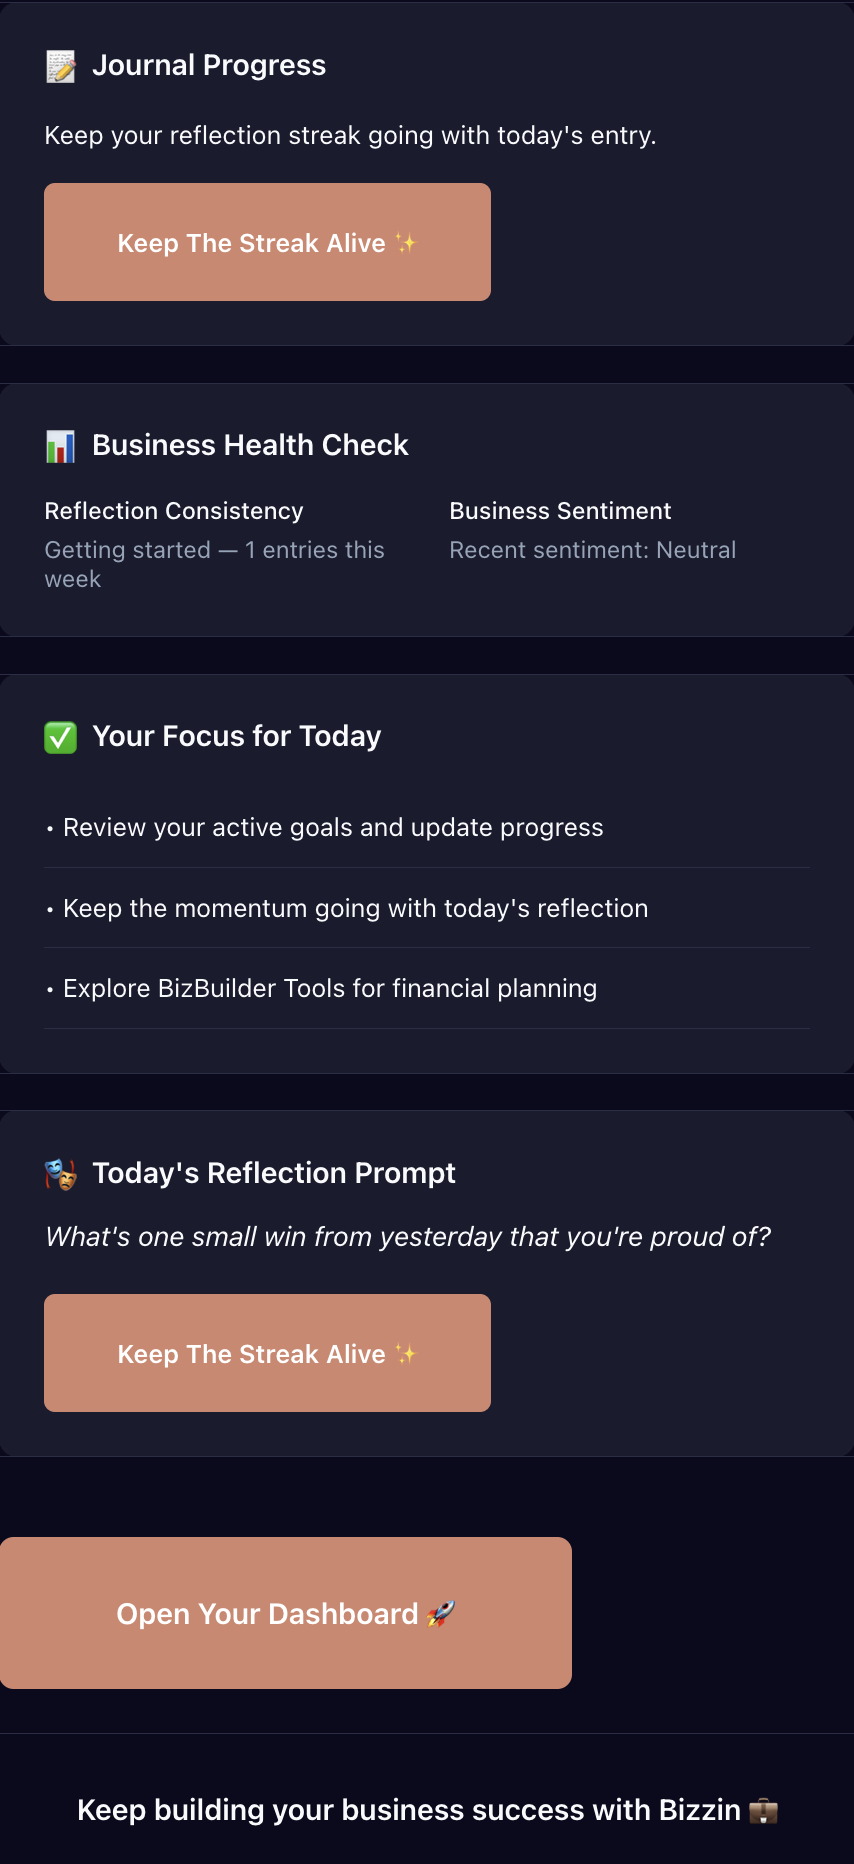 📝 Journal Progress
Keep your reflection streak going with today's entry.
Keep The Streak Alive ✨
📊 Business Health Check
Reflection Consistency
Getting started — 1 entries this
week
Business Sentiment
Recent sentiment: Neutral
✅ Your Focus for Today
• Review your active goals and update progress
• Keep the momentum going with today's reflection
• Explore BizBuilder Tools for financial planning
🎭 Today's Reflection Prompt
What's one small win from yesterday that you're proud of?
Keep The Streak Alive ✨
Open Your Dashboard 🚀
Keep building your business success with Bizzin 💼